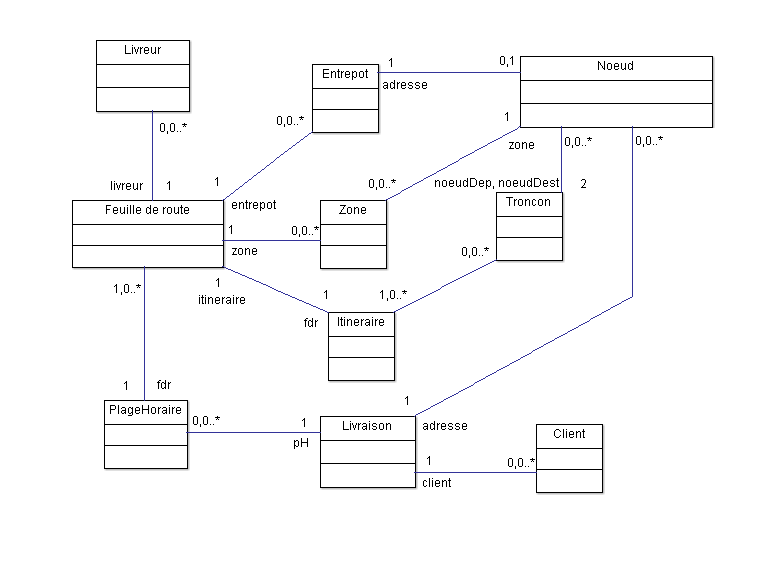 Livreur
Entrepot
1
0,1
Noeud
adresse
0,0..*
0,0..*
1
zone
0,0..*
0,0..*
livreur
1
1
0,0..*
noeudDep, noeudDest
2
Feuille de route
entrepot
Zone
Troncon
1
0,0..*
zone
0,0..*
1,0..*
1
itineraire
1
1,0..*
fdr
Itineraire
1
fdr
1
PlageHoraire
0,0..*
1
pH
Livraison
adresse
Client
1
0,0..*
client